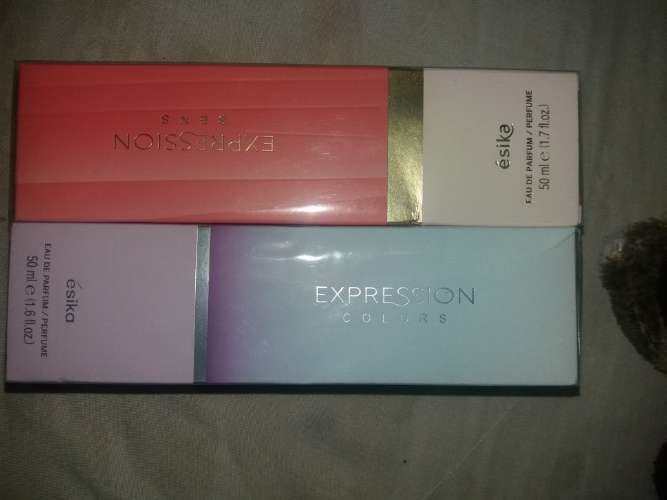 EXPRESSION
SENS
ésika
EAU DE PARFUM / PERFUME
50 ml e (1.7 fl.oz.)
EXPRESSION
COLORS
ésika
EAU DE PARFUM / PERFUME
50 ml e (1.6 fl.oz.)